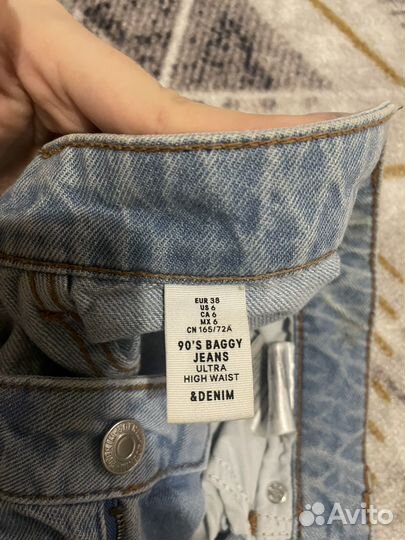 EUR 38
US 6
CA 6
MX 6
CN 165/72A
90'S BAGGY
JEANS
ULTRA
HIGH WAIST
&DENIM
Avito